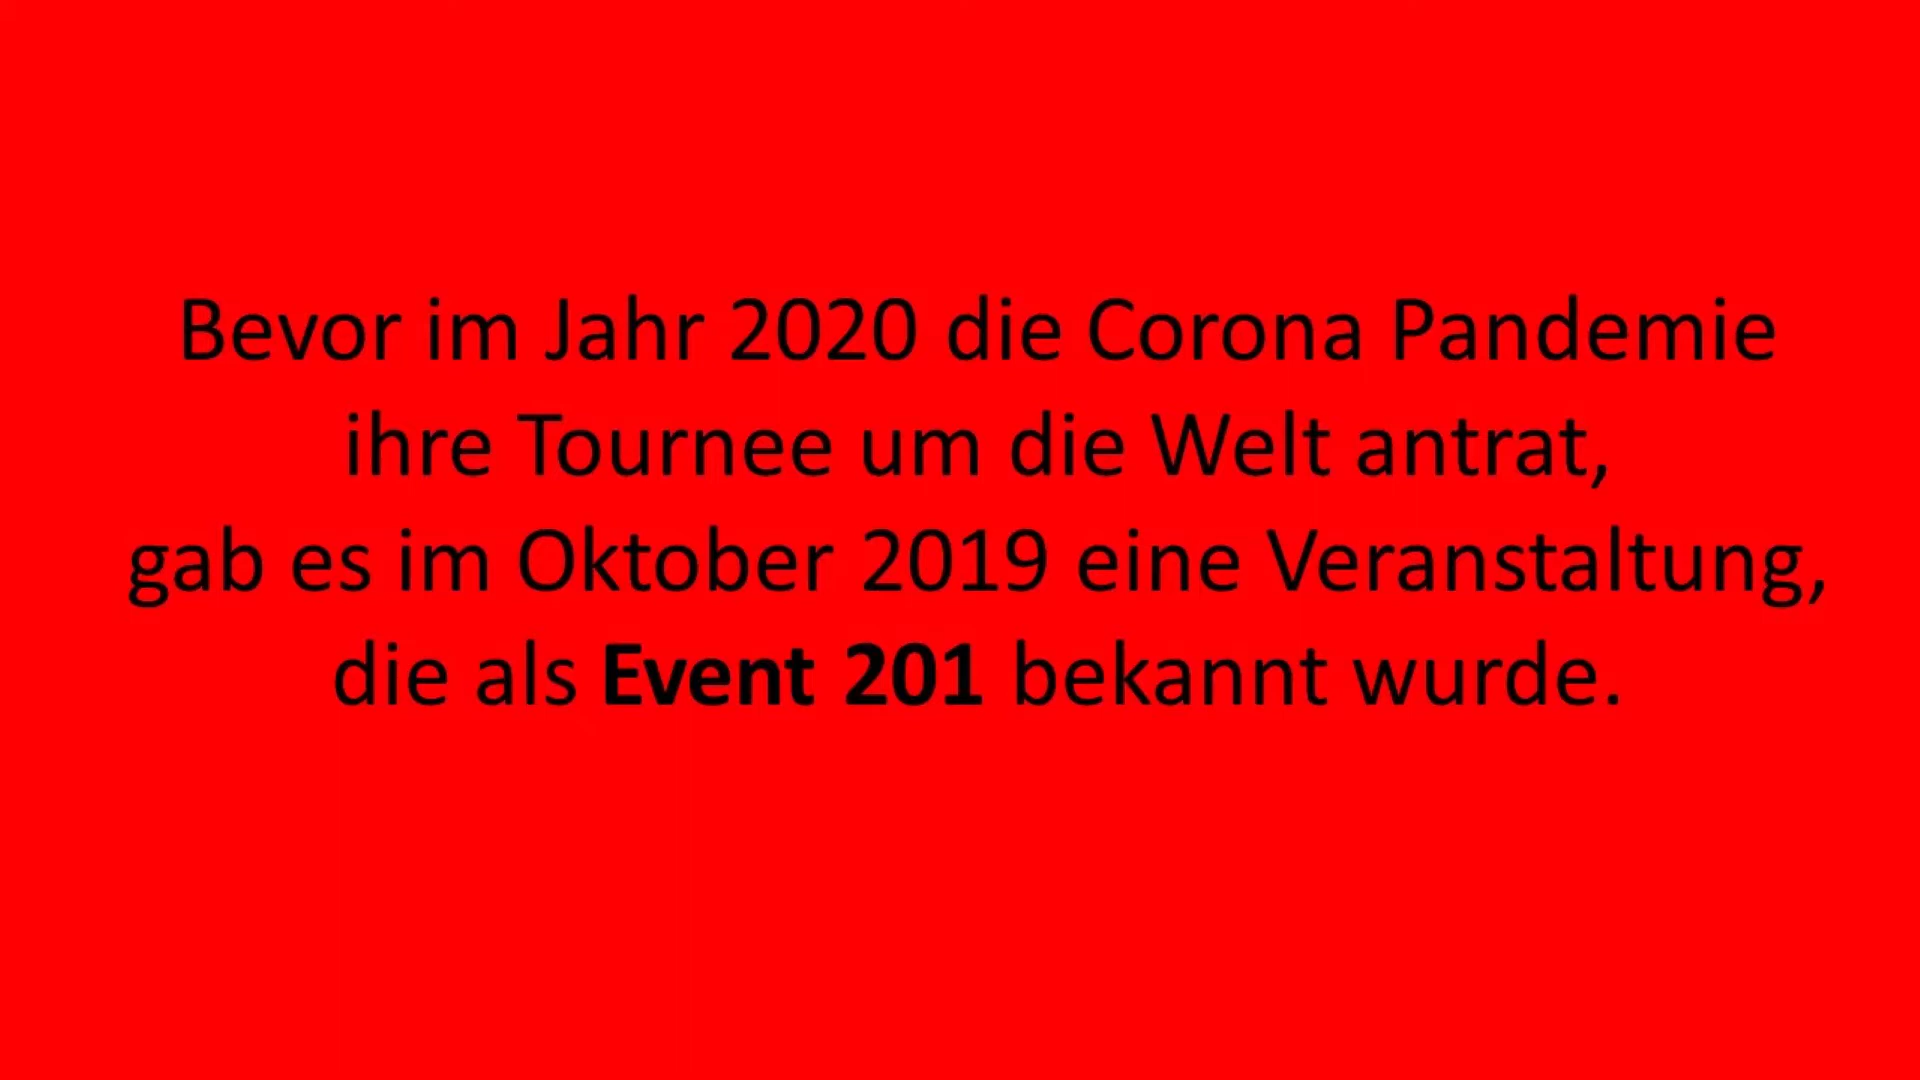 Bevor im Jahr 2020 die Corona Pandemie
ihre Tournee um die Welt antrat,
gab es im Oktober 2019 eine Veranstaltung,
die als Event 201 bekannt wurde.